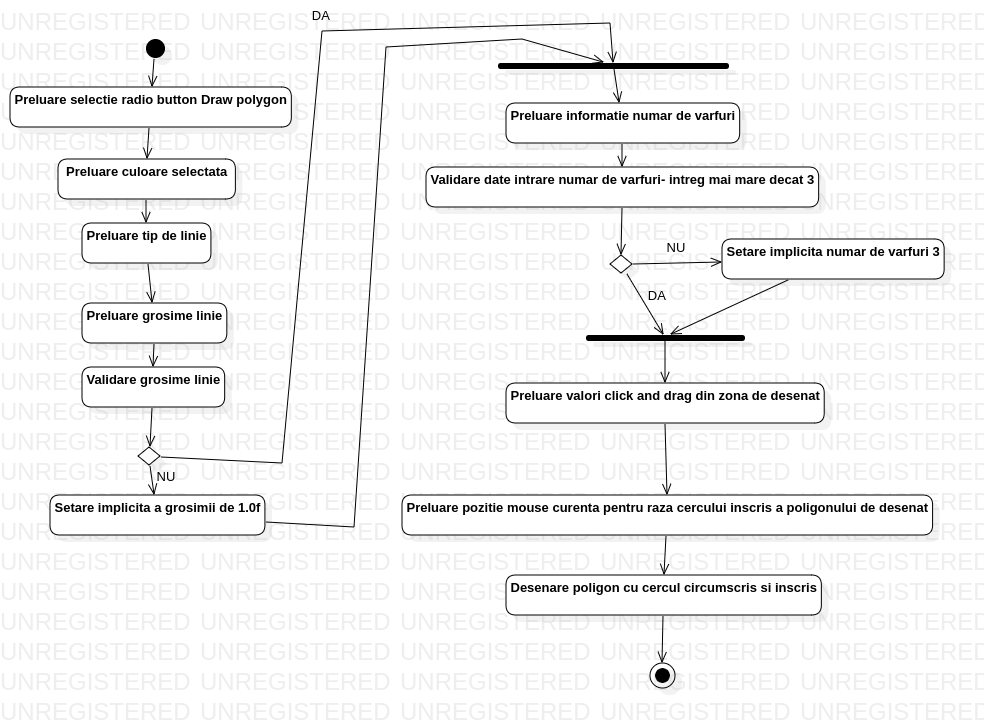 DA
Preluare selectie radio button Draw polygon
Preluare culoare selectata
Preluare tip de linie
Preluare grosime linie
Validare grosime linie
NU
Setare implicita a grosimii de 1.0f
Preluare informatie numar de varfuri
Validare date intrare numar de varfuri- intreg mai mare decat 3
NU
Setare implicita numar de varfuri 3
DA
Preluare valori click and drag din zona de desenat
Preluare pozitie mouse curenta pentru raza cercului inscris a poligonului de desenat
Desenare poligon cu cercul circumscris si inscris
UNREGISTERED